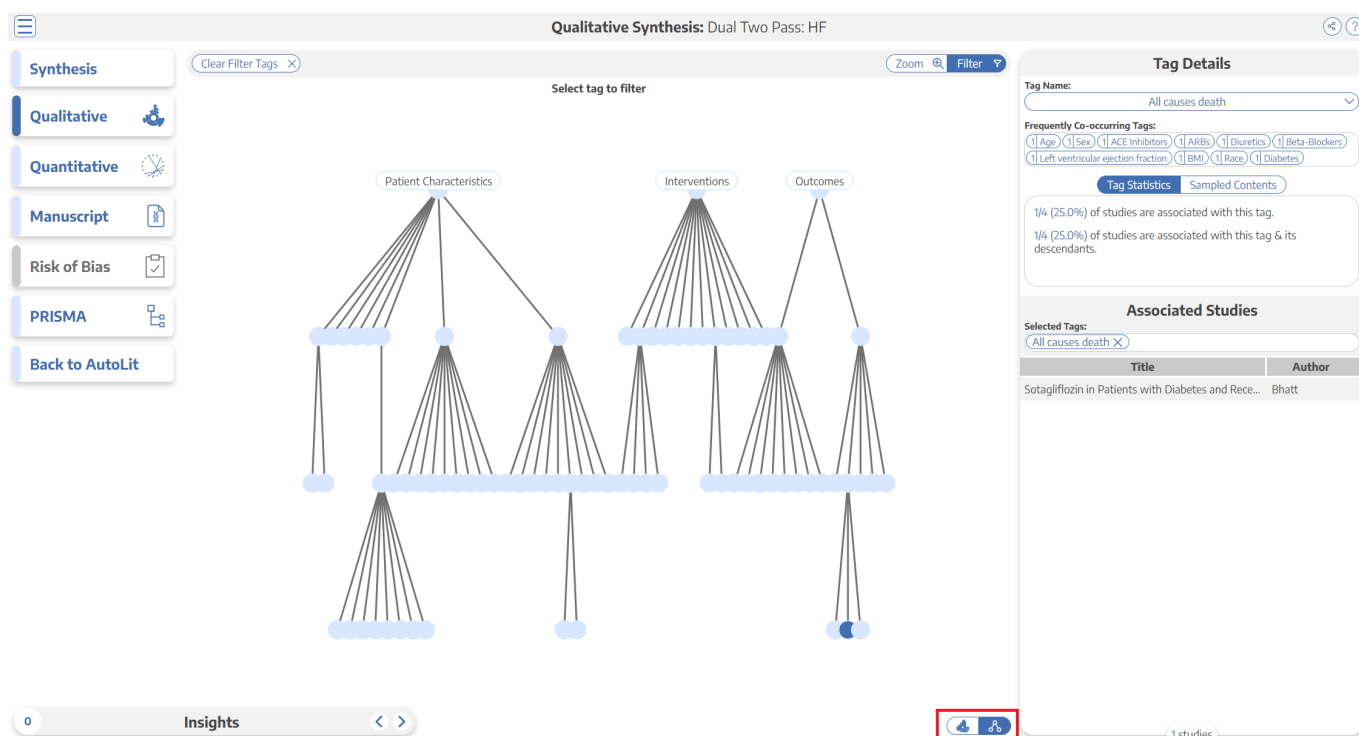 Qualitative Synthesis: Dual Two Pass: HF
?
Synthesis
Qualitative
Quantitative
Manuscript
Risk of Bias
PRISMA
Back to AutoLit
Clear Filter Tags
Zoom
Filter
Select tag to filter
Patient Characteristics
Interventions
Outcomes
0
Insights
Tag Details
Tag Name:
All causes death
Frequently Co-occurring Tags:
1 Age 1 Sex 1 ACE Inhibitors 1 ARBs 1 Diuretics 1 Beta-Blockers
1 Left ventricular ejection fraction 1 BMI 1 Race 1 Diabetes
Tag Statistics Sampled Contents
1/4 (25.0%) of studies are associated with this tag.
1/4 (25.0%) of studies are associated with this tag & its
descendants.
Associated Studies
Selected Tags:
All causes death
Title Author
Sotagliflozin in Patients with Diabetes and Rece... Bhatt
1 studies